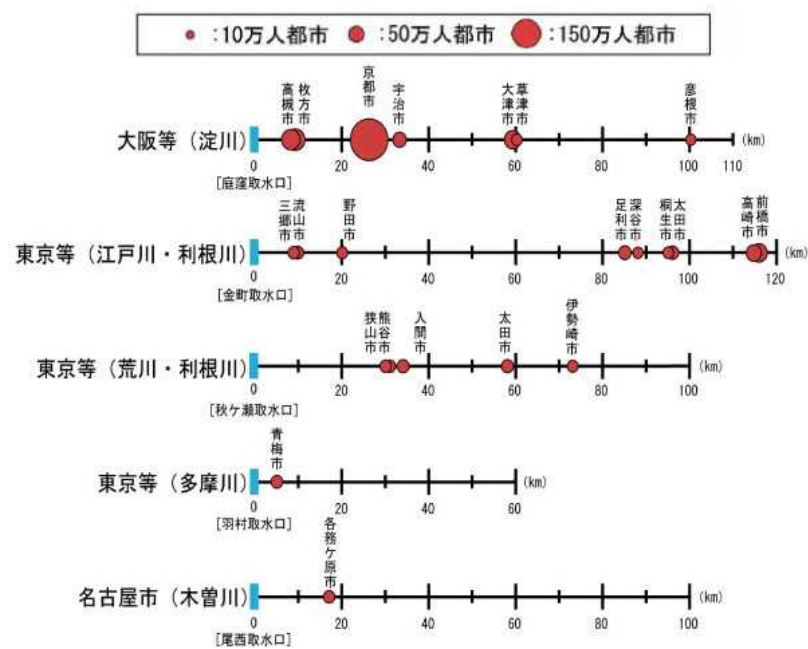 :10万人都市 :50万人都市 :150万人都市
高槻市 枚方市 京都市 宇治市 大津市 草津市 彦根市
大阪等（淀川） (km)
0 20 40 60 80 100 110
[庭窪取水口]
三郷市 流山市 野田市 足利市 深谷市 桐生市 太田市 高崎市 前橋市
東京等（江戸川・利根川） (km)
0 20 40 60 80 100 120
[金町取水口]
狭山市 熊谷市 入間市 太田市 伊勢崎市
東京等（荒川・利根川） (km)
0 20 40 60 80 100
[秋ケ瀬取水口]
青梅市
東京等（多摩川） (km)
0 20 40 60
[羽村取水口]
各務ケ原市
名古屋市（木曽川） (km)
0 20 40 60 80 100
[尾西取水口]